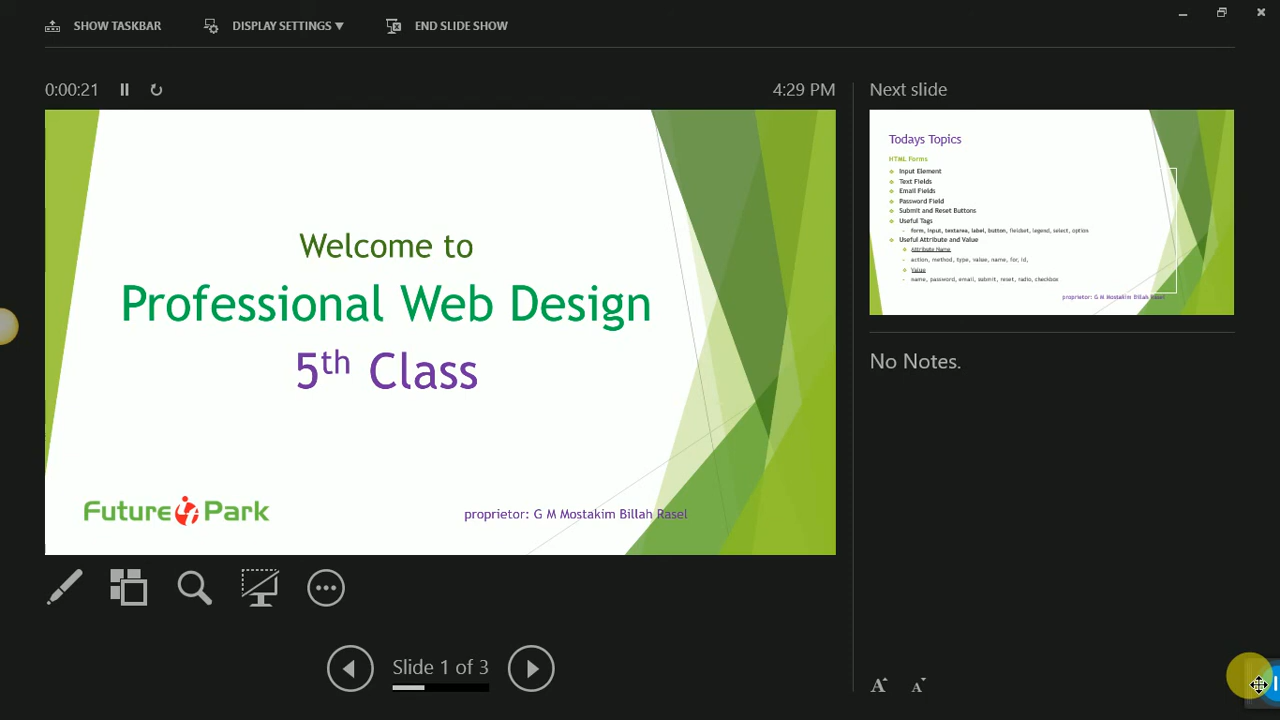 SHOW TASKBAR
DISPLAY SETTINGS ▼
END SLIDE SHOW
0:00:21
4:29 PM
Welcome to
Professional Web Design
5th Class
Future Park
proprietor: G M Mostakim Billah Rasel
Slide 1 of 3
Next slide
Todays Topics
HTML Forms
Input Element
Text Fields
Email Fields
Password Field
Submit and Reset Buttons
Useful Tags
- form, input, textarea, label, button, fieldset, legend, select, option
Useful Attribute and Value
Attribute Name
- action, method, type, value, name, for, id,
Value
- name, password, email, submit, reset, radio, checkbox
proprietor: G M Mostakim Billah Rasel
No Notes.
A A